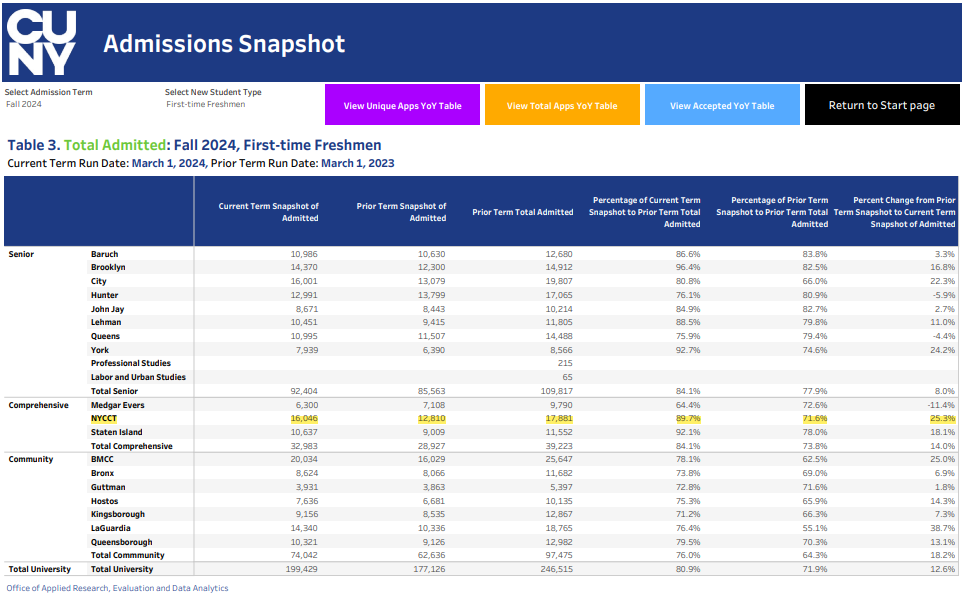 CU
NY
Admissions Snapshot
Select Admission Term
Fall 2024
Select New Student Type
First-time Freshmen
View Unique Apps YoY Table
View Total Apps YoY Table
View Accepted YoY Table
Return to Start page
Table 3. Total Admitted: Fall 2024, First-time Freshmen
Current Term Run Date: March 1, 2024, Prior Term Run Date: March 1, 2023
Current Term Snapshot of Admitted
Prior Term Snapshot of Admitted
Prior Term Total Admitted
Percentage of Current Term Snapshot to Prior Term Total Admitted
Percentage of Prior Term Snapshot to Prior Term Total Admitted
Percent Change from Prior Term Snapshot to Current Term Snapshot of Admitted
Senior Baruch 10,986 10,630 12,680 86.6% 83.8% 3.3%
Brooklyn 14,370 12,300 14,912 96.4% 82.5% 16.8%
City 16,001 13,079 19,807 80.8% 66.0% 22.3%
Hunter 12,991 13,799 17,065 76.1% 80.9% -5.9%
John Jay 8,671 8,443 10,214 84.9% 82.7% 2.7%
Lehman 10,451 9,415 11,805 88.5% 79.8% 11.0%
Queens 10,995 11,507 14,488 75.9% 79.4% -4.4%
York 7,939 6,390 8,566 92.7% 74.6% 24.2%
Professional Studies 215
Labor and Urban Studies 65
Total Senior 92,404 85,563 109,817 84.1% 77.9% 8.0%
Comprehensive Medgar Evers 6,300 7,108 9,790 64.4% 72.6% -11.4%
NYCCT 16,046 12,810 17,881 89.7% 71.6% 25.3%
Staten Island 10,637 9,009 11,552 92.1% 78.0% 18.1%
Total Comprehensive 32,983 28,927 39,223 84.1% 73.8% 14.0%
Community BMCC 20,034 16,029 25,647 78.1% 62.5% 25.0%
Bronx 8,624 8,066 11,682 73.8% 69.0% 6.9%
Guttman 3,931 3,863 5,397 72.8% 71.6% 1.8%
Hostos 7,636 6,681 10,135 75.3% 65.9% 14.3%
Kingsborough 9,156 8,535 12,867 71.2% 66.3% 7.3%
LaGuardia 14,340 10,336 18,765 76.4% 55.1% 38.7%
Queensborough 10,321 9,126 12,982 79.5% 70.3% 13.1%
Total Commmunity 74,042 62,636 97,475 76.0% 64.3% 18.2%
Total University Total University 199,429 177,126 246,515 80.9% 71.9% 12.6%
Office of Applied Research, Evaluation and Data Analytics